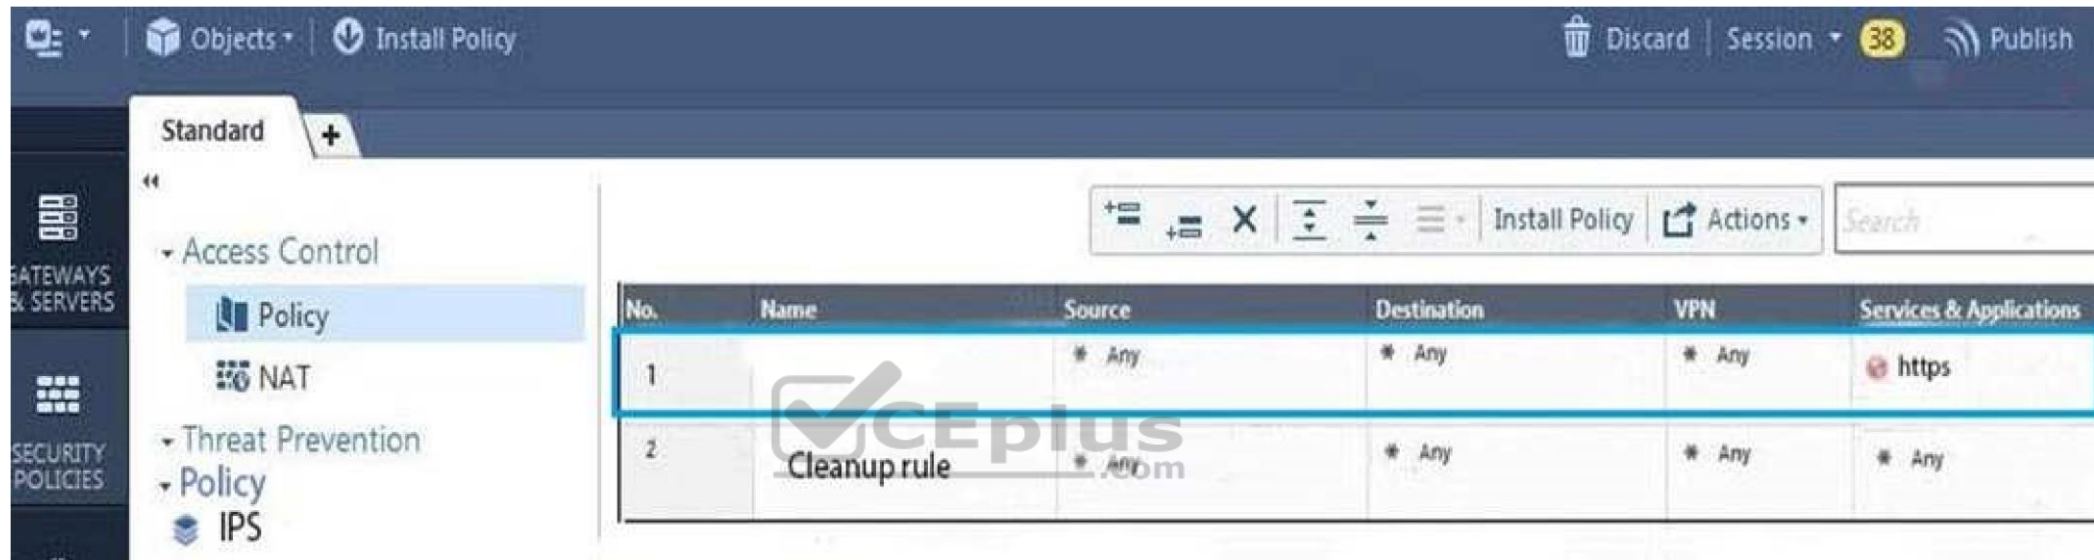 Objects Install Policy Discard Session 38 Publish
Standard +
GATEWAYS
& SERVERS
SECURITY
POLICIES
Access Control
Policy
NAT
Threat Prevention
Policy
IPS
Install Policy Actions Search
No. Name Source Destination VPN Services & Applications
1 * Any * Any * Any https
2 Cleanup rule * Any * Any * Any * Any
VCEplus
.com